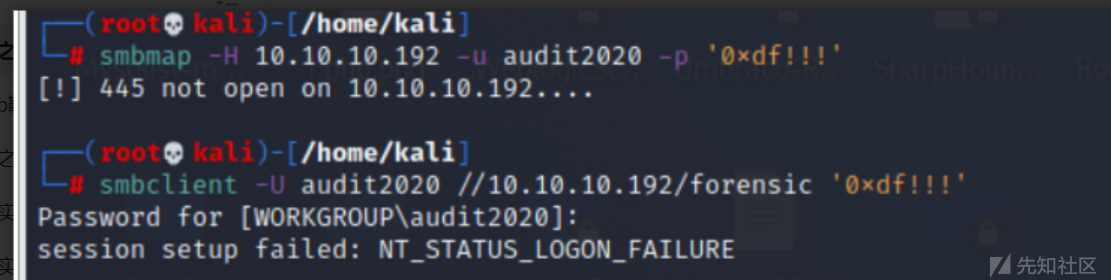 ┌──(root💀kali)-[/home/kali]
└─# smbmap -H 10.10.10.192 -u audit2020 -p '0×df!!!'
[!] 445 not open on 10.10.10.192....
┌──(root💀kali)-[/home/kali]
└─# smbclient -U audit2020 //10.10.10.192/forensic '0×df!!!'
Password for [WORKGROUP\audit2020]:
session setup failed: NT_STATUS_LOGON_FAILURE
先知社区